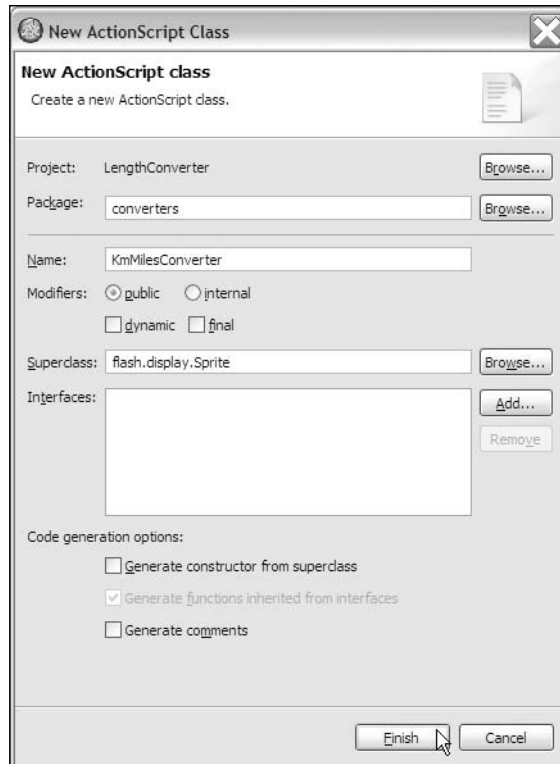 New ActionScript Class
New ActionScript class
Create a new ActionScript class.
Project: LengthConverter Browse...
Package: converters Browse...
Name: KmMilesConverter
Modifiers: public internal
dynamic final
Superclass: flash.display.Sprite Browse...
Interfaces: Add...
Remove
Code generation options:
Generate constructor from superclass
Generate functions inherited from interfaces
Generate comments
Finish Cancel